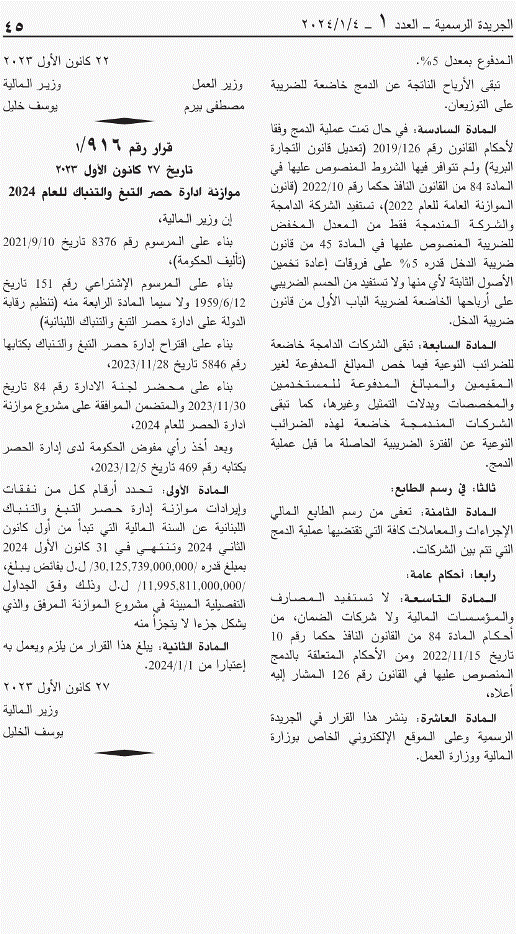 الجريدة الرسمية ــ العدد ١ ــ ٢٠٢٤/١/٤
٤٥
المدفوع بمعدل 5%.
تبقى الأرباح الناتجة عن الدمج خاضعة للضريبة
على التوزيعان.
المادة السادسة: في حال تمت عملية الدمج وفقا
لأحكام القانون رقم 2019/126 (تعديل قانون التجارة
البرية) ولم تتوافر فيها الشروط المنصوص عليها في
المادة 84 من القانون النافذ حكما رقم 2022/10 (قانون
الموازنة العامة للعام 2022)، تستفيد الشركة الدامجة
والشركة المندمجة فقط من المعدل المخفض
للضريبة المنصوص عليها في المادة 45 من قانون
ضريبة الدخل قدره 5% على فروقات إعادة تخمين
الأصول الثابتة لأي منها ولا تستفيد من الحسم الضريبي
على أرباحها الخاضعة لضريبة الباب الأول من قانون
ضريبة الدخل.
المادة السابعة: تبقى الشركات الدامجة خاضعة
للضرائب النوعية فيما خص المبالغ المدفوعة لغير
المقيمين والمبالغ المدفوعة للمستخدمين
والمخصصات وبدلات التمثيل وغيرها، كما تبقى
الشركات المندمجة خاضعة لهذه الضرائب
النوعية عن الفترة الضريبية الحاصلة ما قبل عملية
الدمج.
ثالثا: في رسم الطابع:
المادة الثامنة: تعفى من رسم الطابع المالي
الإجراءات والمعاملات كافة التي تقتضيها عملية الدمج
التي تتم بين الشركات.
رابعا: أحكام عامة:
المادة التاسعة: لا تستفيد المصارف
والمؤسسات المالية ولا شركات الضمان، من
أحكام المادة 84 من القانون النافذ حكما رقم 10
تاريخ 2022/11/15 ومن الأحكام المتعلقة بالدمج
المنصوص عليها في القانون رقم 126 المشار إليه
أعلاه،
المادة العاشرة: ينشر هذا القرار في الجريدة
الرسمية وعلى الموقع الإلكتروني الخاص بوزارة
المالية ووزارة العمل.
٢٢ كانون الأول ٢٠٢٣
وزير العمل وزير المالية
مصطفى بيرم يوسف خليل
قرار رقم ٩١٦/١
تاريخ ٢٧ كانون الأول ٢٠٢٣
موازنة ادارة حصر التبغ والتنباك للعام 2024
إن وزير المالية،
بناء على المرسوم رقم 8376 تاريخ 2021/9/10
(تأليف الحكومة)،
بناء على المرسوم الإشتراعي رقم 151 تاريخ
1959/6/12 ولا سيما المادة الرابعة منه (تنظيم رقابة
الدولة على ادارة حصر التبغ والتنباك اللبنانية)
بناء على اقتراح إدارة حصر التبغ والتنباك بكتابها
رقم 5846 تاريخ 2023/11/28،
بناء على محضر لجنة الادارة رقم 84 تاريخ
2023/11/30 والمتضمن الموافقة على مشروع موازنة
ادارة الحصر للعام 2024،
وبعد أخذ رأي مفوض الحكومة لدى إدارة الحصر
بكتابه رقم 469 تاريخ 2023/12/5،
المادة الأولى: تحدد أرقام كل من نفقات
وإيرادات موازنة إدارة حصر التبغ والتنباك
اللبنانية عن السنة المالية التي تبدأ من أول كانون
الثاني 2024 وتنتهي في 31 كانون الأول 2024
بمبلغ قدره /30,125,739,000,000/ ل.ل بفائض يبلغ،
/11,995,811,000,000/ ل.ل وذلك وفق الجداول
التفصيلية المبينة في مشروع الموازنة المرفق والذي
يشكل جزءا لا يتجزأ منه
المادة الثانية: يبلغ هذا القرار من يلزم ويعمل به
إعتبارا من 2024/1/1.
٢٧ كانون الأول ٢٠٢٣
وزير المالية
يوسف الخليل